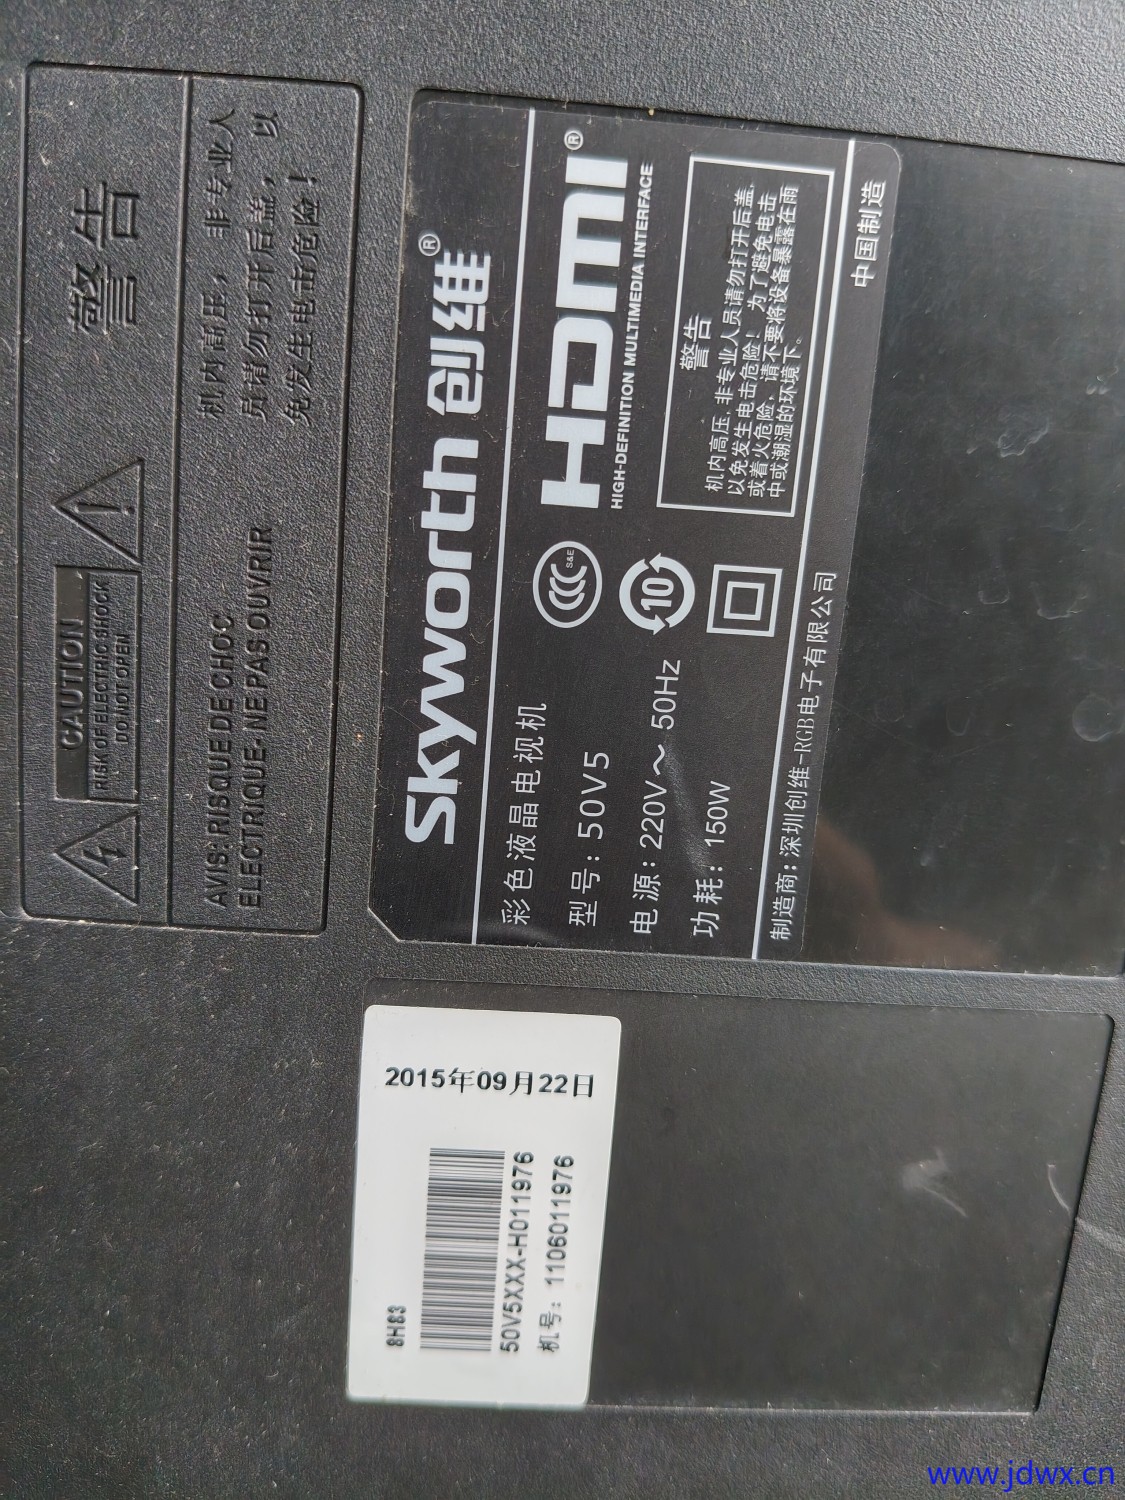 警告
机内高压，非专业人
员请勿打开后盖，以
免发生电击危险！
CAUTION
RISK OF ELECTRIC SHOCK
DO NOT OPEN
AVIS: RISQUE DE CHOC
ELECTRIQUE-NE PAS OUVRIR
Skyworth® 创维
彩色液晶电视机
型号: 50V5
电源: 220V～ 50Hz
功耗: 150W
CCC S&E
10
HDMI®
HIGH-DEFINITION MULTIMEDIA INTERFACE
警告
机内高压,非专业人员请勿打开后盖,
以免发生电击危险！为了避免电击
或着火危险，请不要将设备暴露在雨
中或潮湿的环境下。
制造商: 深圳创维-RGB电子有限公司
中国制造
2015年09月22日
8H83
50V5XXX-H011976
机号: 1106011976
www.jdwx.cn